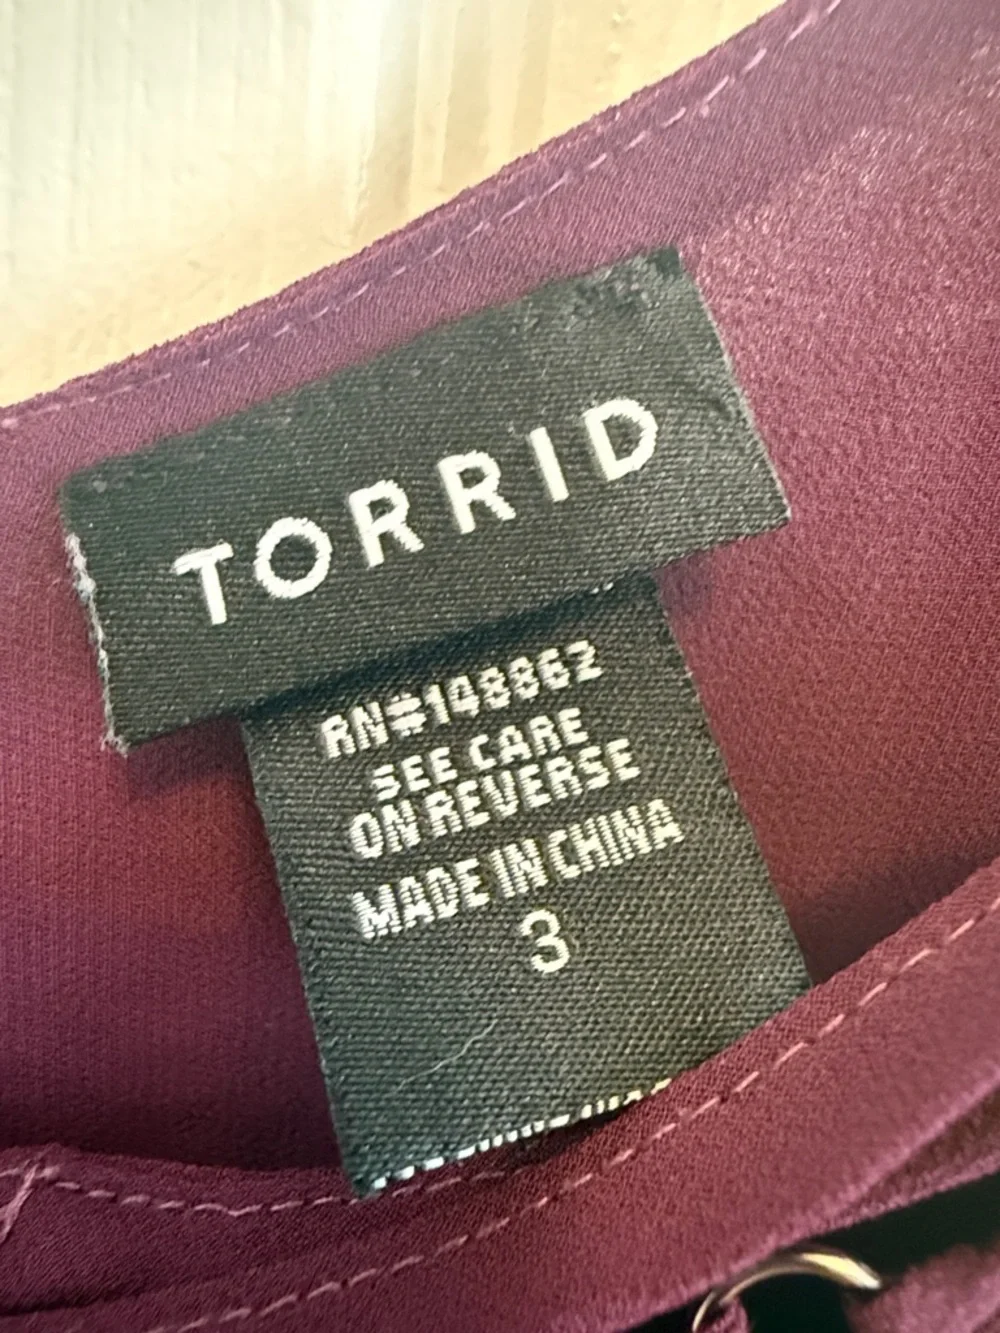 TORRID
RN#148862
SEE CARE
ON REVERSE
MADE IN CHINA
3